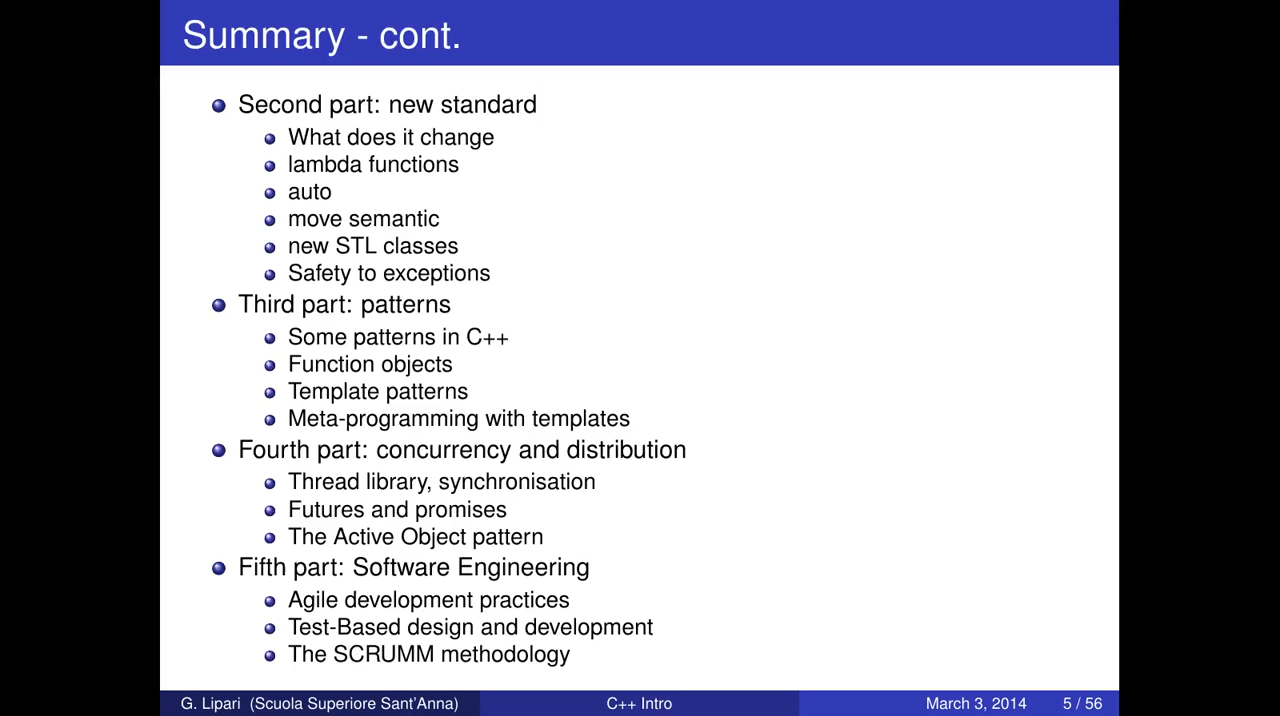 Summary - cont.
Second part: new standard
What does it change
lambda functions
auto
move semantic
new STL classes
Safety to exceptions
Third part: patterns
Some patterns in C++
Function objects
Template patterns
Meta-programming with templates
Fourth part: concurrency and distribution
Thread library, synchronisation
Futures and promises
The Active Object pattern
Fifth part: Software Engineering
Agile development practices
Test-Based design and development
The SCRUMM methodology
G. Lipari (Scuola Superiore Sant'Anna) C++ Intro March 3, 2014 5 / 56